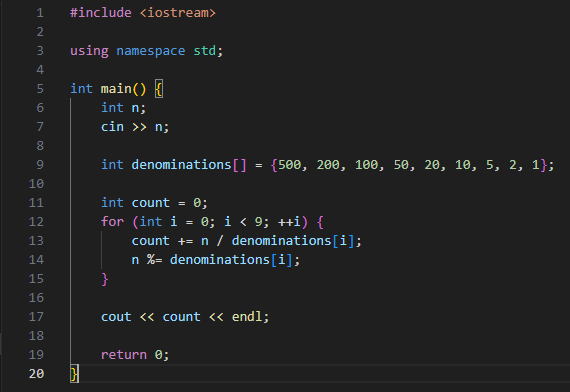 1 #include <iostream>
2
3 using namespace std;
4
5 int main() {
6     int n;
7     cin >> n;
8
9     int denominations[] = {500, 200, 100, 50, 20, 10, 5, 2, 1};
10
11     int count = 0;
12     for (int i = 0; i < 9; ++i) {
13         count += n / denominations[i];
14         n %= denominations[i];
15     }
16
17     cout << count << endl;
18
19     return 0;
20 }